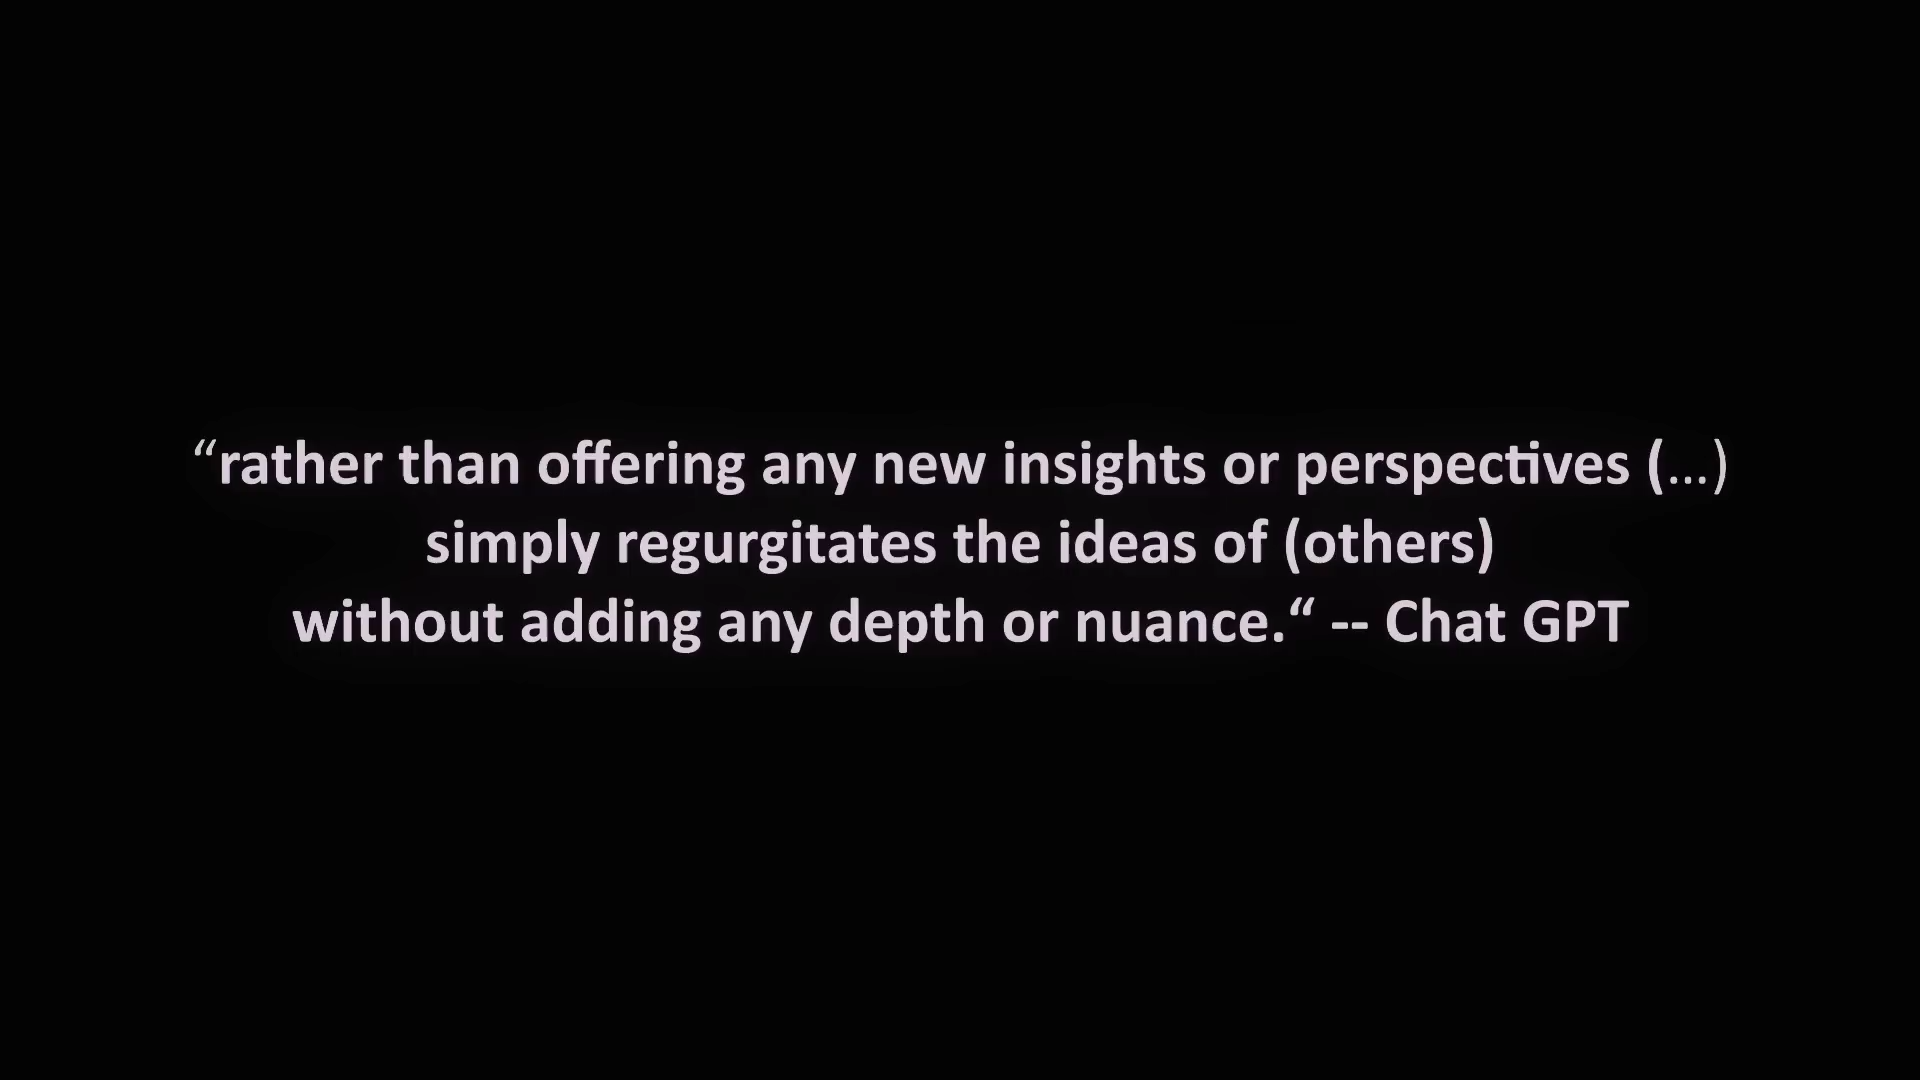 “rather than offering any new insights or perspectives (...)
simply regurgitates the ideas of (others)
without adding any depth or nuance.“ -- Chat GPT